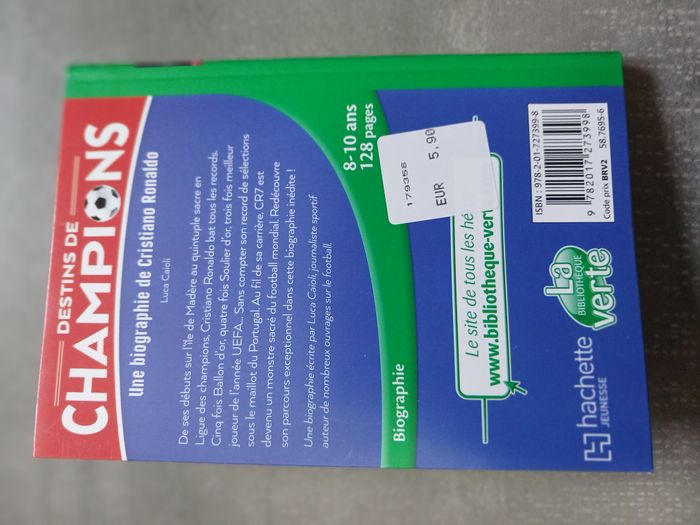 DESTINS DE
CHAMPIONS
Une biographie de Cristiano Ronaldo
Luca Caioli
De ses débuts sur l'île de Madère au quintuple sacre en
Ligue des champions, Cristiano Ronaldo bat tous les records.
Cinq fois Ballon d'or, quatre fois Soulier d'or, trois fois meilleur
joueur de l'année UEFA... Sans compter son record de sélections
sous le maillot du Portugal. Au fil de sa carrière, CR7 est
devenu un monstre sacré du football mondial. Redécouvre
son parcours exceptionnel dans cette biographie inédite !
Une biographie écrite par Luca Caioli, journaliste sportif
auteur de nombreux ouvrages sur le football.
Biographie
8-10 ans
128 pages
179358
EUR 5,90
Le site de tous les hé
www.bibliotheque-ver
hachette
JEUNESSE
La
BIBLIOTHEQUE
verte
ISBN : 978-2-01-727399-8
9 782017 273998
Code prix BRV2 58.7695-6